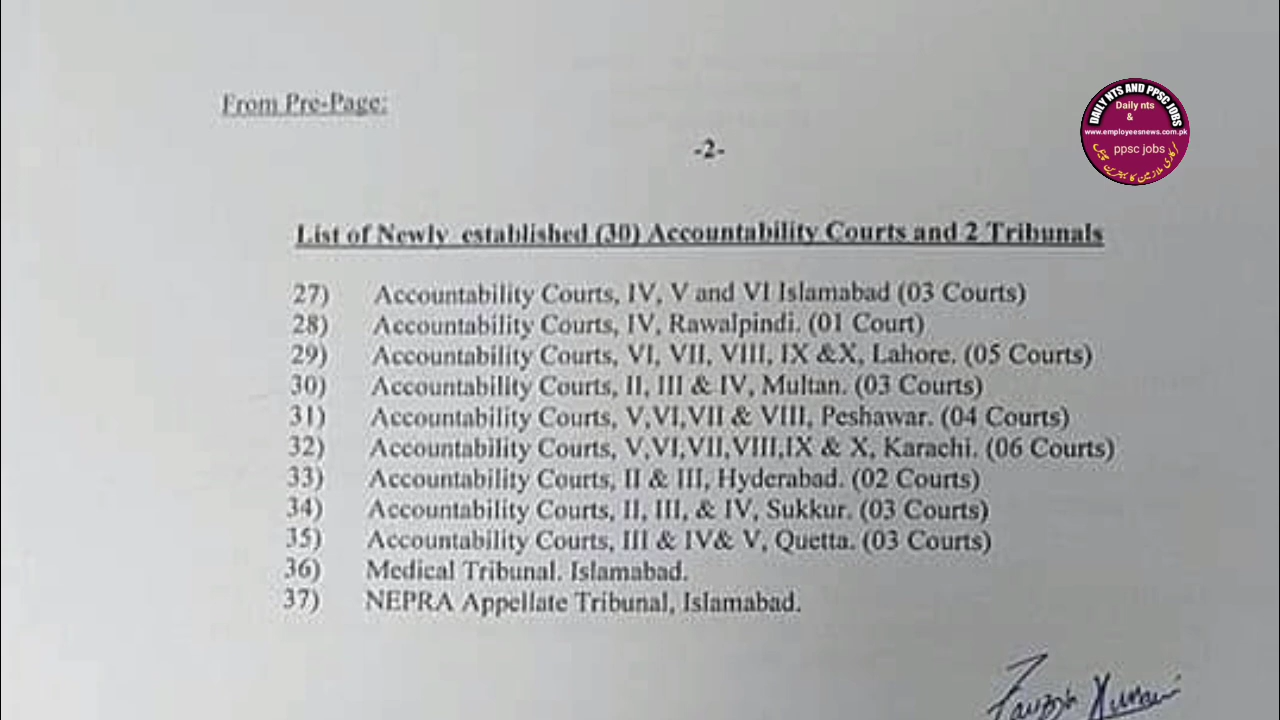 From Pre-Page:
DAILY NTS AND PPSC JOBS
Daily nts
&
www.employeesnews.com.pk
ppsc jobs
-2-
List of Newly established (30) Accountability Courts and 2 Tribunals
27) Accountability Courts, IV, V and VI Islamabad (03 Courts)
28) Accountability Courts, IV, Rawalpindi. (01 Court)
29) Accountability Courts, VI, VII, VIII, IX &X, Lahore. (05 Courts)
30) Accountability Courts, II, III & IV, Multan. (03 Courts)
31) Accountability Courts, V,VI,VII & VIII, Peshawar. (04 Courts)
32) Accountability Courts, V,VI,VII,VIII,IX & X, Karachi. (06 Courts)
33) Accountability Courts, II & III, Hyderabad. (02 Courts)
34) Accountability Courts, II, III, & IV, Sukkur. (03 Courts)
35) Accountability Courts, III & IV& V, Quetta. (03 Courts)
36) Medical Tribunal. Islamabad.
37) NEPRA Appellate Tribunal, Islamabad.